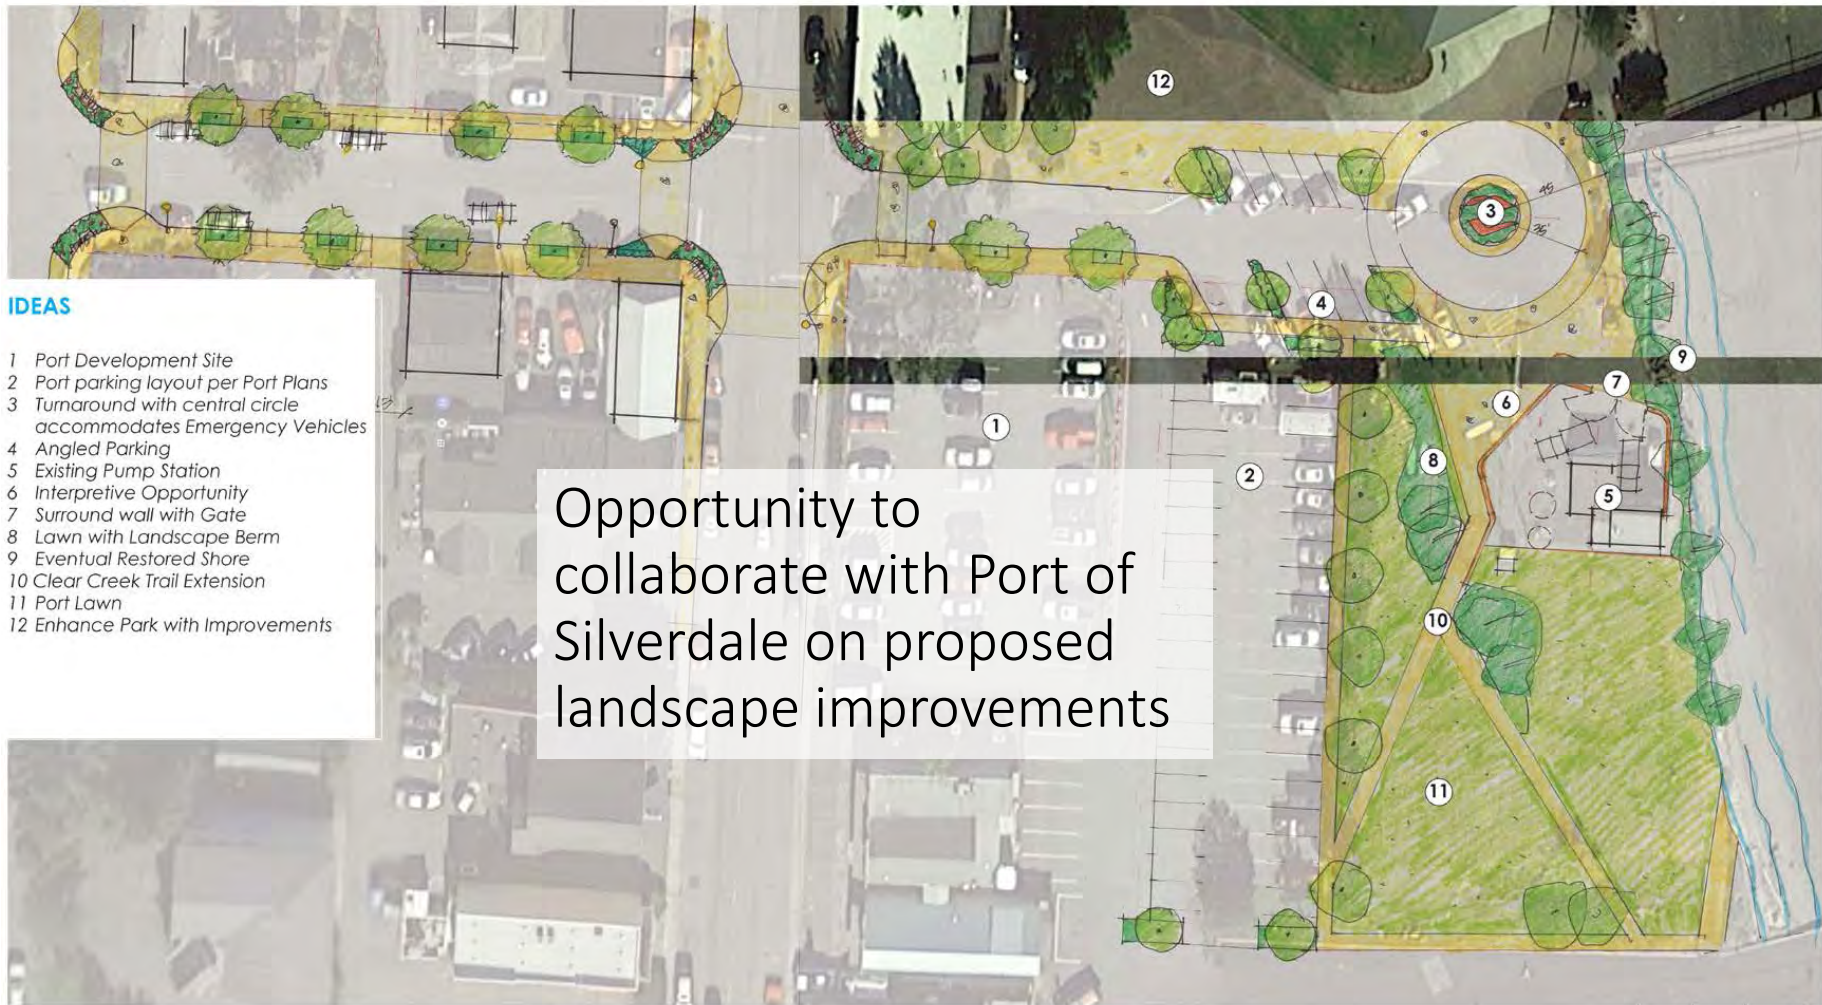 IDEAS
1 Port Development Site
2 Port parking layout per Port Plans
3 Turnaround with central circle
accommodates Emergency Vehicles
4 Angled Parking
5 Existing Pump Station
6 Interpretive Opportunity
7 Surround wall with Gate
8 Lawn with Landscape Berm
9 Eventual Restored Shore
10 Clear Creek Trail Extension
11 Port Lawn
12 Enhance Park with Improvements
Opportunity to
collaborate with Port of
Silverdale on proposed
landscape improvements
12
3
45'
4
9
7
6
1
8
2
5
10
11